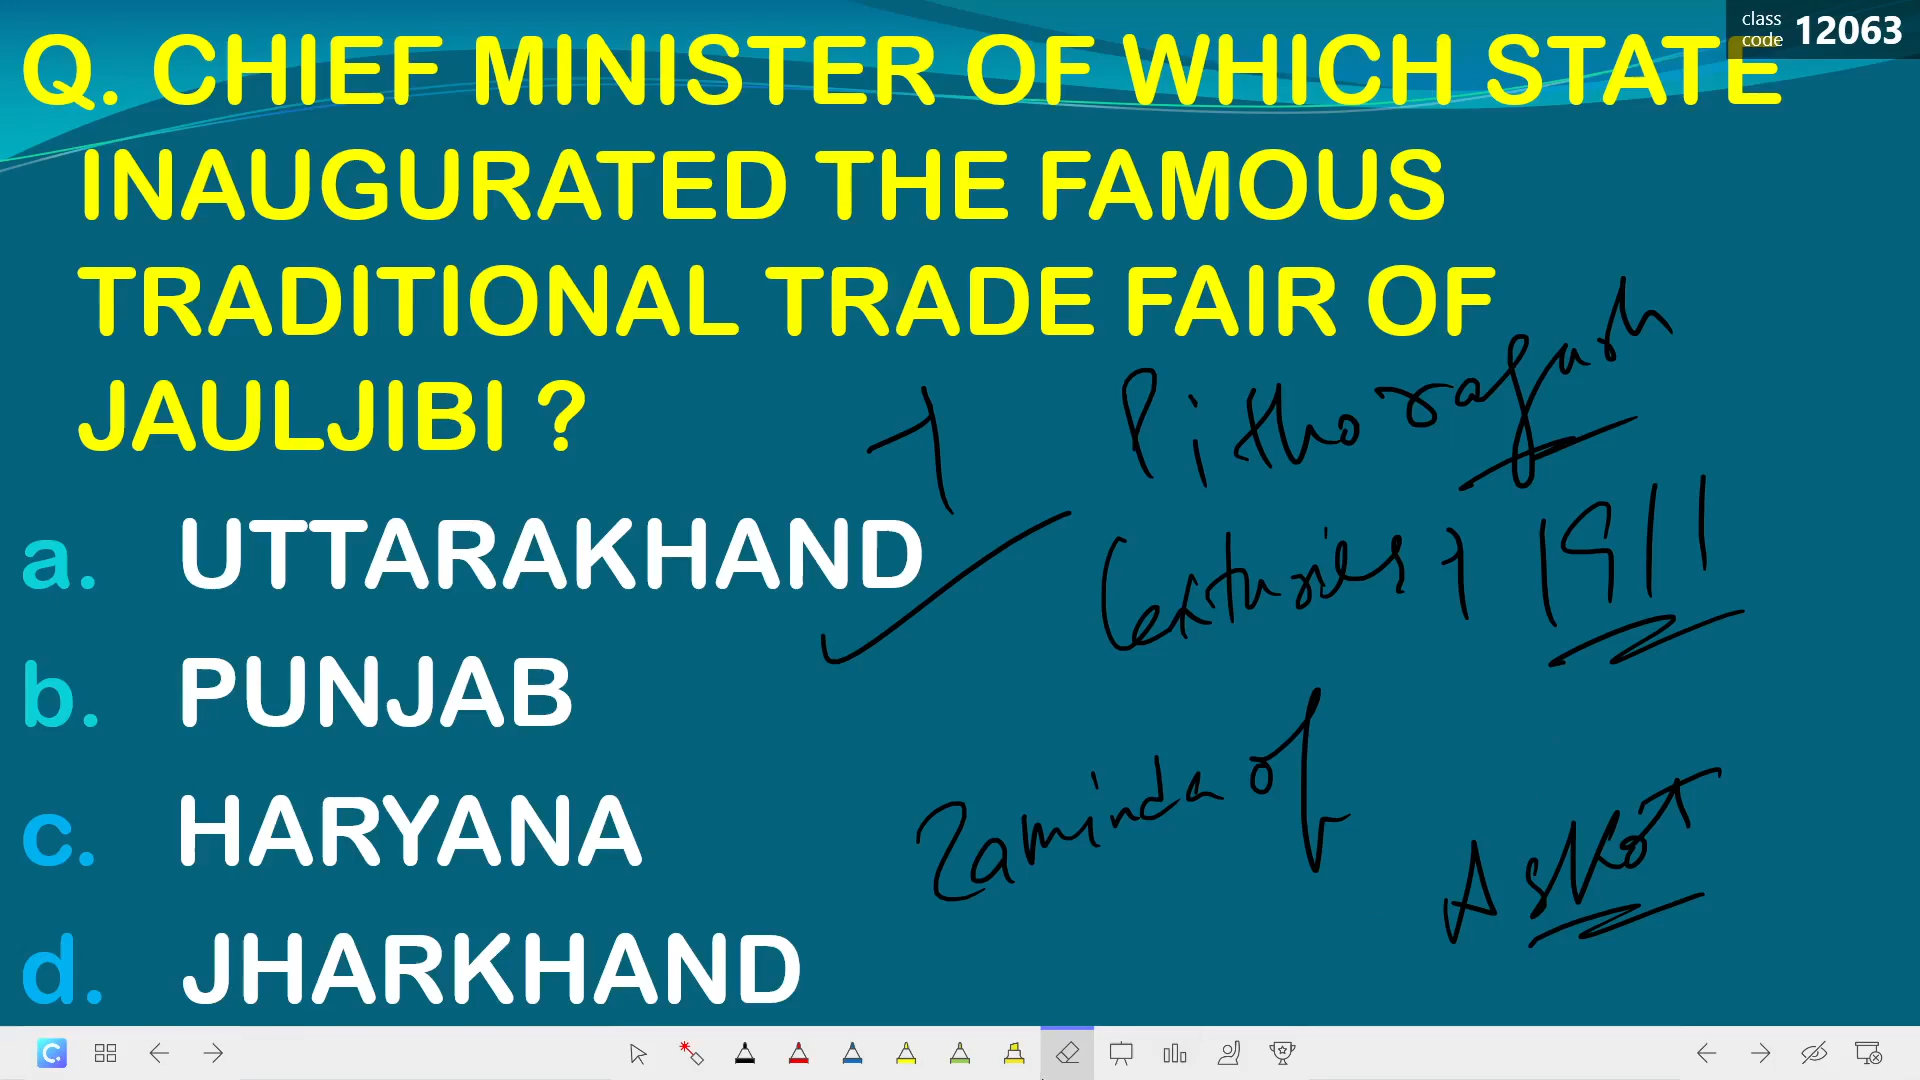 class
code 12063
Q. CHIEF MINISTER OF WHICH STATE
INAUGURATED THE FAMOUS
TRADITIONAL TRADE FAIR OF
JAULJIBI ?
Pithoragarh
a. UTTARAKHAND
Centuries 1911
b. PUNJAB
Zaminda of
c. HARYANA
Askot
d. JHARKHAND